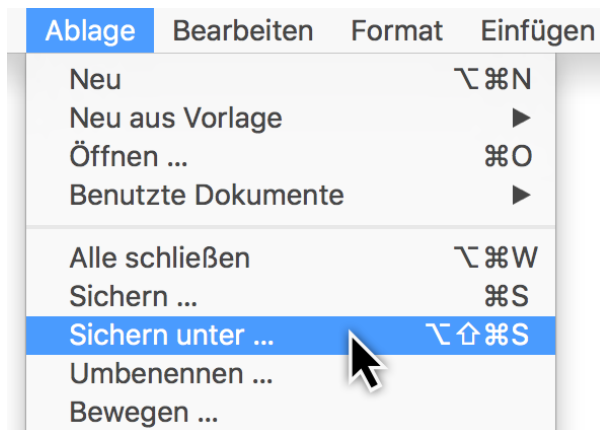 Ablage Bearbeiten Format Einfügen
Neu ⌥⌘N
Neu aus Vorlage ▶
Öffnen ... ⌘O
Benutzte Dokumente ▶
Alle schließen ⌥⌘W
Sichern ... ⌘S
Sichern unter ... ⌥⇧⌘S
Umbenennen ...
Bewegen ...